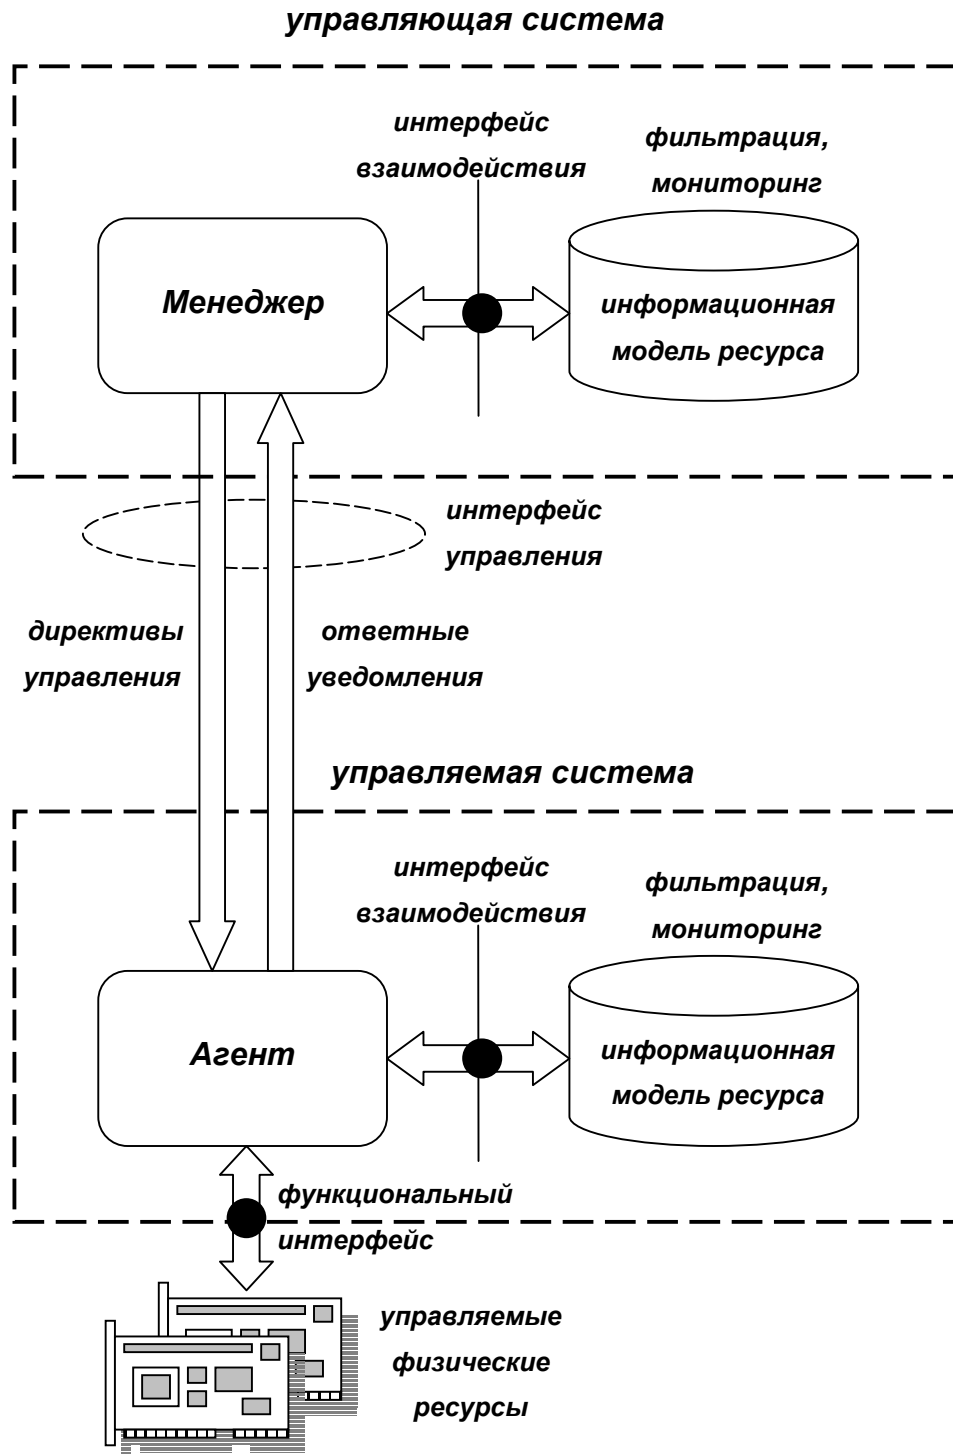 управляющая система
интерфейс
взаимодействия
фильтрация,
мониторинг
Менеджер
информационная
модель ресурса
интерфейс
управления
директивы
управления
ответные
уведомления
управляемая система
интерфейс
взаимодействия
фильтрация,
мониторинг
Агент
информационная
модель ресурса
функциональный
интерфейс
управляемые
физические
ресурсы